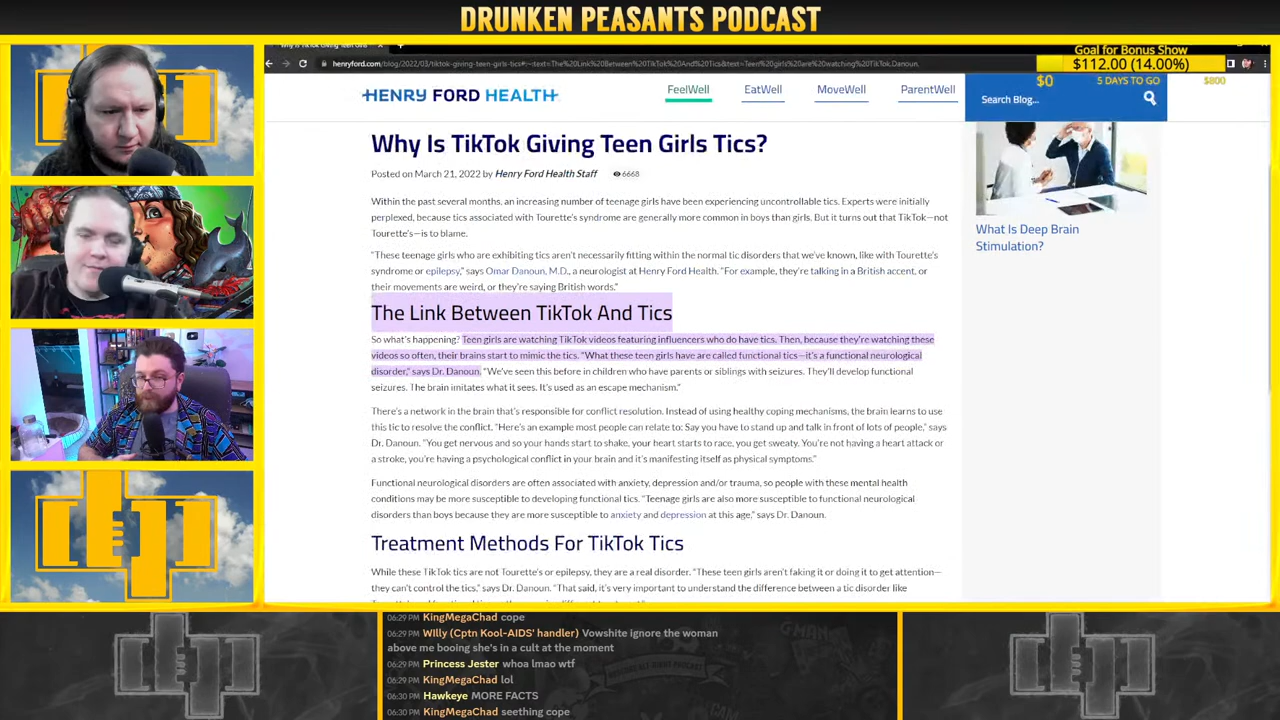 DRUNKEN PEASANTS PODCAST
Goal for Bonus Show
$112.00 (14.00%)
$0
5 DAYS TO GO
$800
henryford.com/blog/2022/03/tiktok-giving-teen-girls-tics#:~:text=The%20Link%20Between%20TikTok%20And%20Tics&text=Teen%20girls%20are%20watching%20TikTok,Danoun.
HENRY FORD HEALTH
FeelWell
EatWell
MoveWell
ParentWell
Search Blog...
Why Is TikTok Giving Teen Girls Tics?
Posted on March 21, 2022 by Henry Ford Health Staff
6668
Within the past several months, an increasing number of teenage girls have been experiencing uncontrollable tics. Experts were initially
perplexed, because tics associated with Tourette's syndrome are generally more common in boys than girls. But it turns out that TikTok—not
Tourette's—is to blame.
"These teenage girls who are exhibiting tics aren't necessarily fitting within the normal tic disorders that we've known, like with Tourette's
syndrome or epilepsy," says Omar Danoun, M.D., a neurologist at Henry Ford Health. "For example, they're talking in a British accent, or
their movements are weird, or they're saying British words."
The Link Between TikTok And Tics
So what's happening? Teen girls are watching TikTok videos featuring influencers who do have tics. Then, because they're watching these
videos so often, their brains start to mimic the tics. "What these teen girls have are called functional tics—it's a functional neurological
disorder," says Dr. Danoun. "We've seen this before in children who have parents or siblings with seizures. They'll develop functional
seizures. The brain imitates what it sees. It's used as an escape mechanism."
There's a network in the brain that's responsible for conflict resolution. Instead of using healthy coping mechanisms, the brain learns to use
this tic to resolve the conflict. "Here's an example most people can relate to: Say you have to stand up and talk in front of lots of people," says
Dr. Danoun. "You get nervous and so your hands start to shake, your heart starts to race, you get sweaty. You're not having a heart attack or
a stroke, you're having a psychological conflict in your brain and it's manifesting itself as physical symptoms."
Functional neurological disorders are often associated with anxiety, depression and/or trauma, so people with these mental health
conditions may be more susceptible to developing functional tics. "Teenage girls are also more susceptible to functional neurological
disorders than boys because they are more susceptible to anxiety and depression at this age," says Dr. Danoun.
Treatment Methods For TikTok Tics
While these TikTok tics are not Tourette's or epilepsy, they are a real disorder. "These teen girls aren't faking it or doing it to get attention—
they can't control the tics," says Dr. Danoun. "That said, it's very important to understand the difference between a tic disorder like
What Is Deep Brain
Stimulation?
06:29 PM KingMegaChad cope
06:29 PM WIlly (Cptn Kool-AIDS' handler) Vowshite ignore the woman
above me booing she's in a cult at the moment
06:29 PM Princess Jester whoa lmao wtf
06:29 PM KingMegaChad lol
06:30 PM Hawkeye MORE FACTS
06:30 PM KingMegaChad seething cope